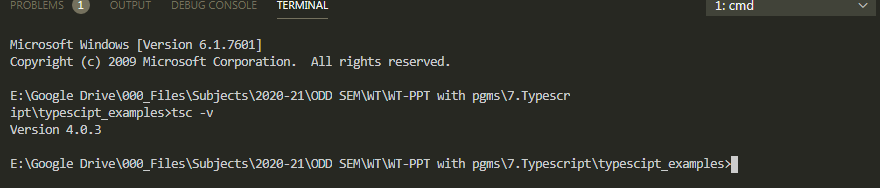 PROBLEMS 1 OUTPUT DEBUG CONSOLE TERMINAL 1: cmd
Microsoft Windows [Version 6.1.7601]
Copyright (c) 2009 Microsoft Corporation.  All rights reserved.
E:\Google Drive\000_Files\Subjects\2020-21\ODD SEM\WT\WT-PPT with pgms\7.Typescr
ipt\typescipt_examples>tsc -v
Version 4.0.3
E:\Google Drive\000_Files\Subjects\2020-21\ODD SEM\WT\WT-PPT with pgms\7.Typescript\typescipt_examples>